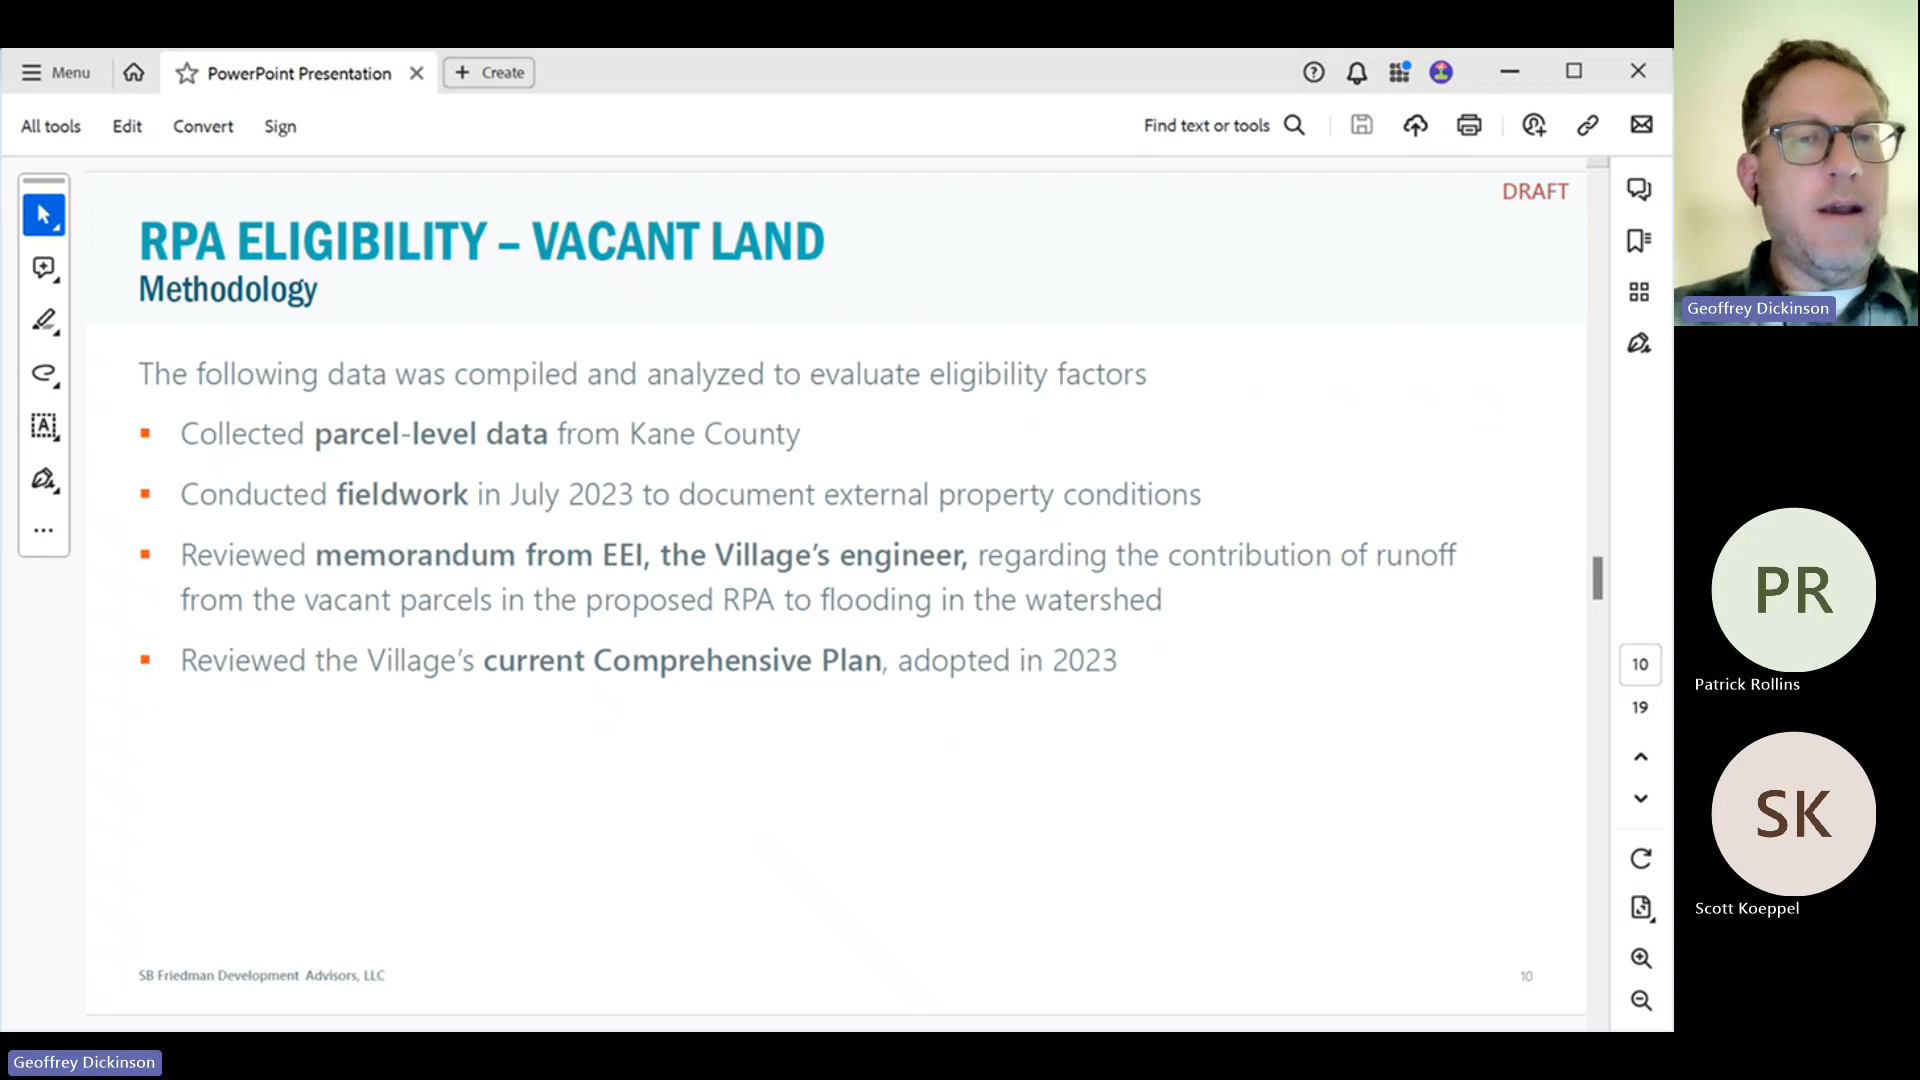 Menu
PowerPoint Presentation
Create
All tools
Edit
Convert
Sign
Find text or tools
DRAFT
RPA ELIGIBILITY – VACANT LAND
Methodology
The following data was compiled and analyzed to evaluate eligibility factors
Collected parcel-level data from Kane County
Conducted fieldwork in July 2023 to document external property conditions
Reviewed memorandum from EEI, the Village’s engineer, regarding the contribution of runoff
from the vacant parcels in the proposed RPA to flooding in the watershed
Reviewed the Village’s current Comprehensive Plan, adopted in 2023
SB Friedman Development Advisors, LLC
10
10
19
Geoffrey Dickinson
PR
Patrick Rollins
SK
Scott Koeppel
Geoffrey Dickinson